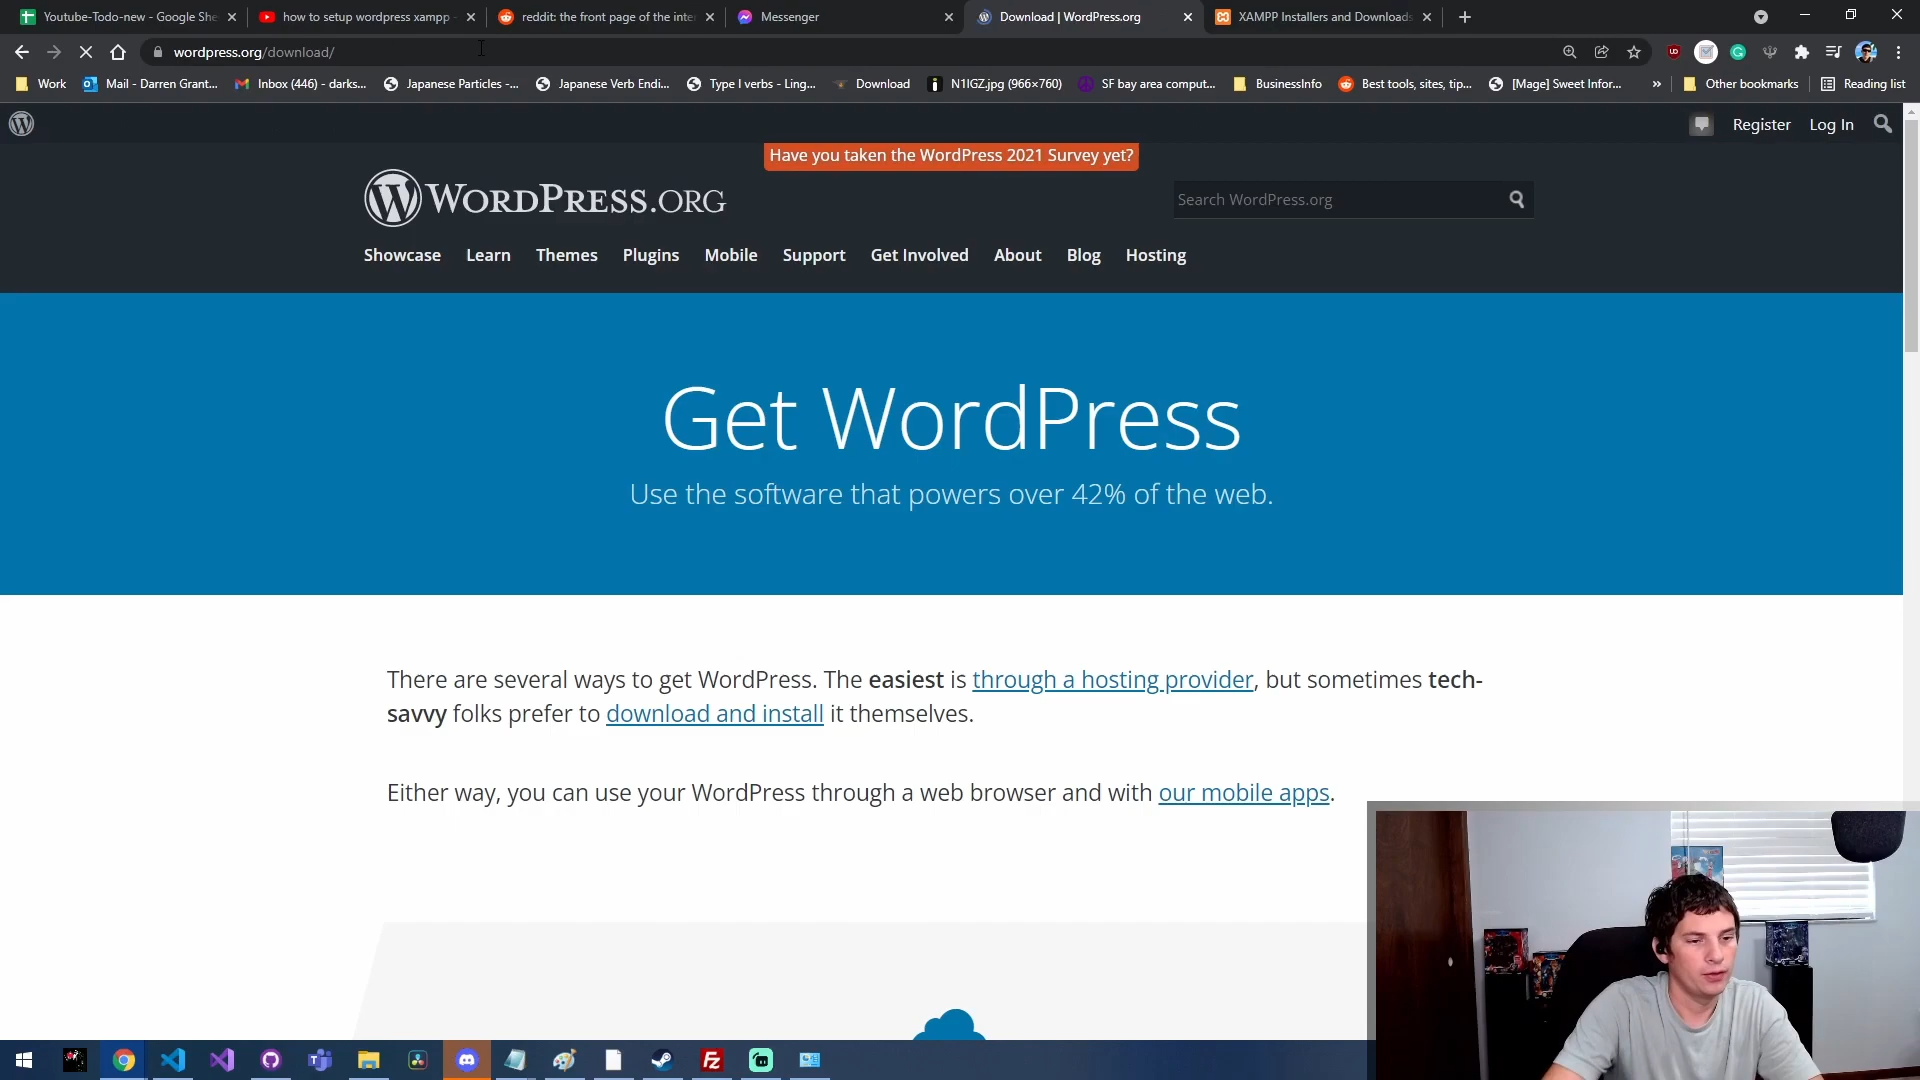 Youtube-Todo-new - Google She
how to setup wordpress xampp -
reddit: the front page of the inter
Messenger
Download | WordPress.org
XAMPP Installers and Downloads
wordpress.org/download/
Work
Mail - Darren Grant...
Inbox (446) - darks...
Japanese Particles -...
Japanese Verb Endi...
Type I verbs - Ling...
Download
N1IGZ.jpg (966×760)
SF bay area comput...
BusinessInfo
Best tools, sites, tip...
[Mage] Sweet Infor...
»
Other bookmarks
Reading list
Register
Log In
Have you taken the WordPress 2021 Survey yet?
WORDPRESS.ORG
Search WordPress.org
Showcase Learn Themes Plugins Mobile Support Get Involved About Blog Hosting
Get WordPress
Use the software that powers over 42% of the web.
There are several ways to get WordPress. The easiest is through a hosting provider, but sometimes tech-
savvy folks prefer to download and install it themselves.
Either way, you can use your WordPress through a web browser and with our mobile apps.